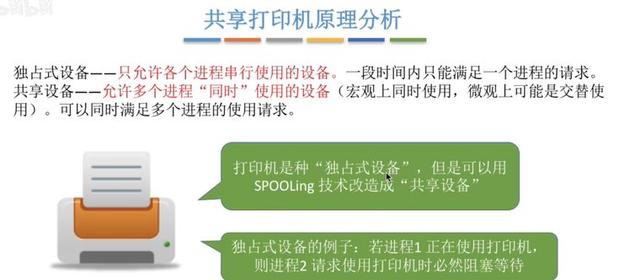 共享打印机原理分析
独占式设备——只允许各个进程串行使用的设备。一段时间内只能满足一个进程的请求。
共享设备——允许多个进程“同时”使用的设备（宏观上同时使用，微观上可能是交替使
用）。可以同时满足多个进程的使用请求。
打印机是种“独占式设备”，但是可以用
SPOOLing 技术改造成“共享设备”
独占式设备的例子：若进程1 正在使用打印机，
则进程2 请求使用打印机时必然阻塞等待